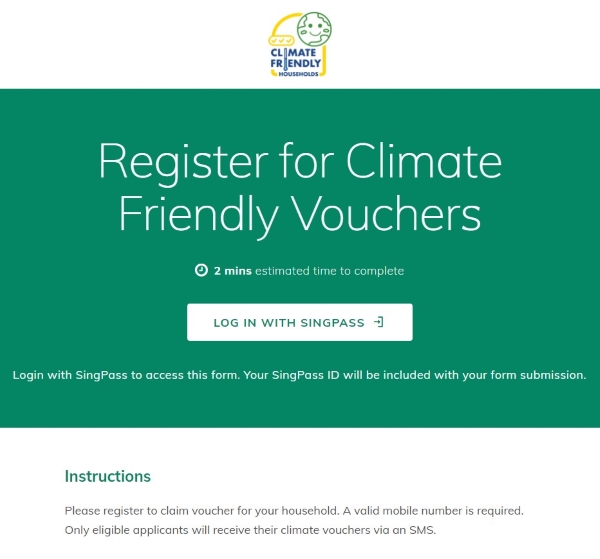 CLIMATE
FRIENDLY
HOUSEHOLDS
Register for Climate
Friendly Vouchers
2 mins estimated time to complete
LOG IN WITH SINGPASS
Login with SingPass to access this form. Your SingPass ID will be included with your form submission.
Instructions
Please register to claim voucher for your household. A valid mobile number is required.
Only eligible applicants will receive their climate vouchers via an SMS.